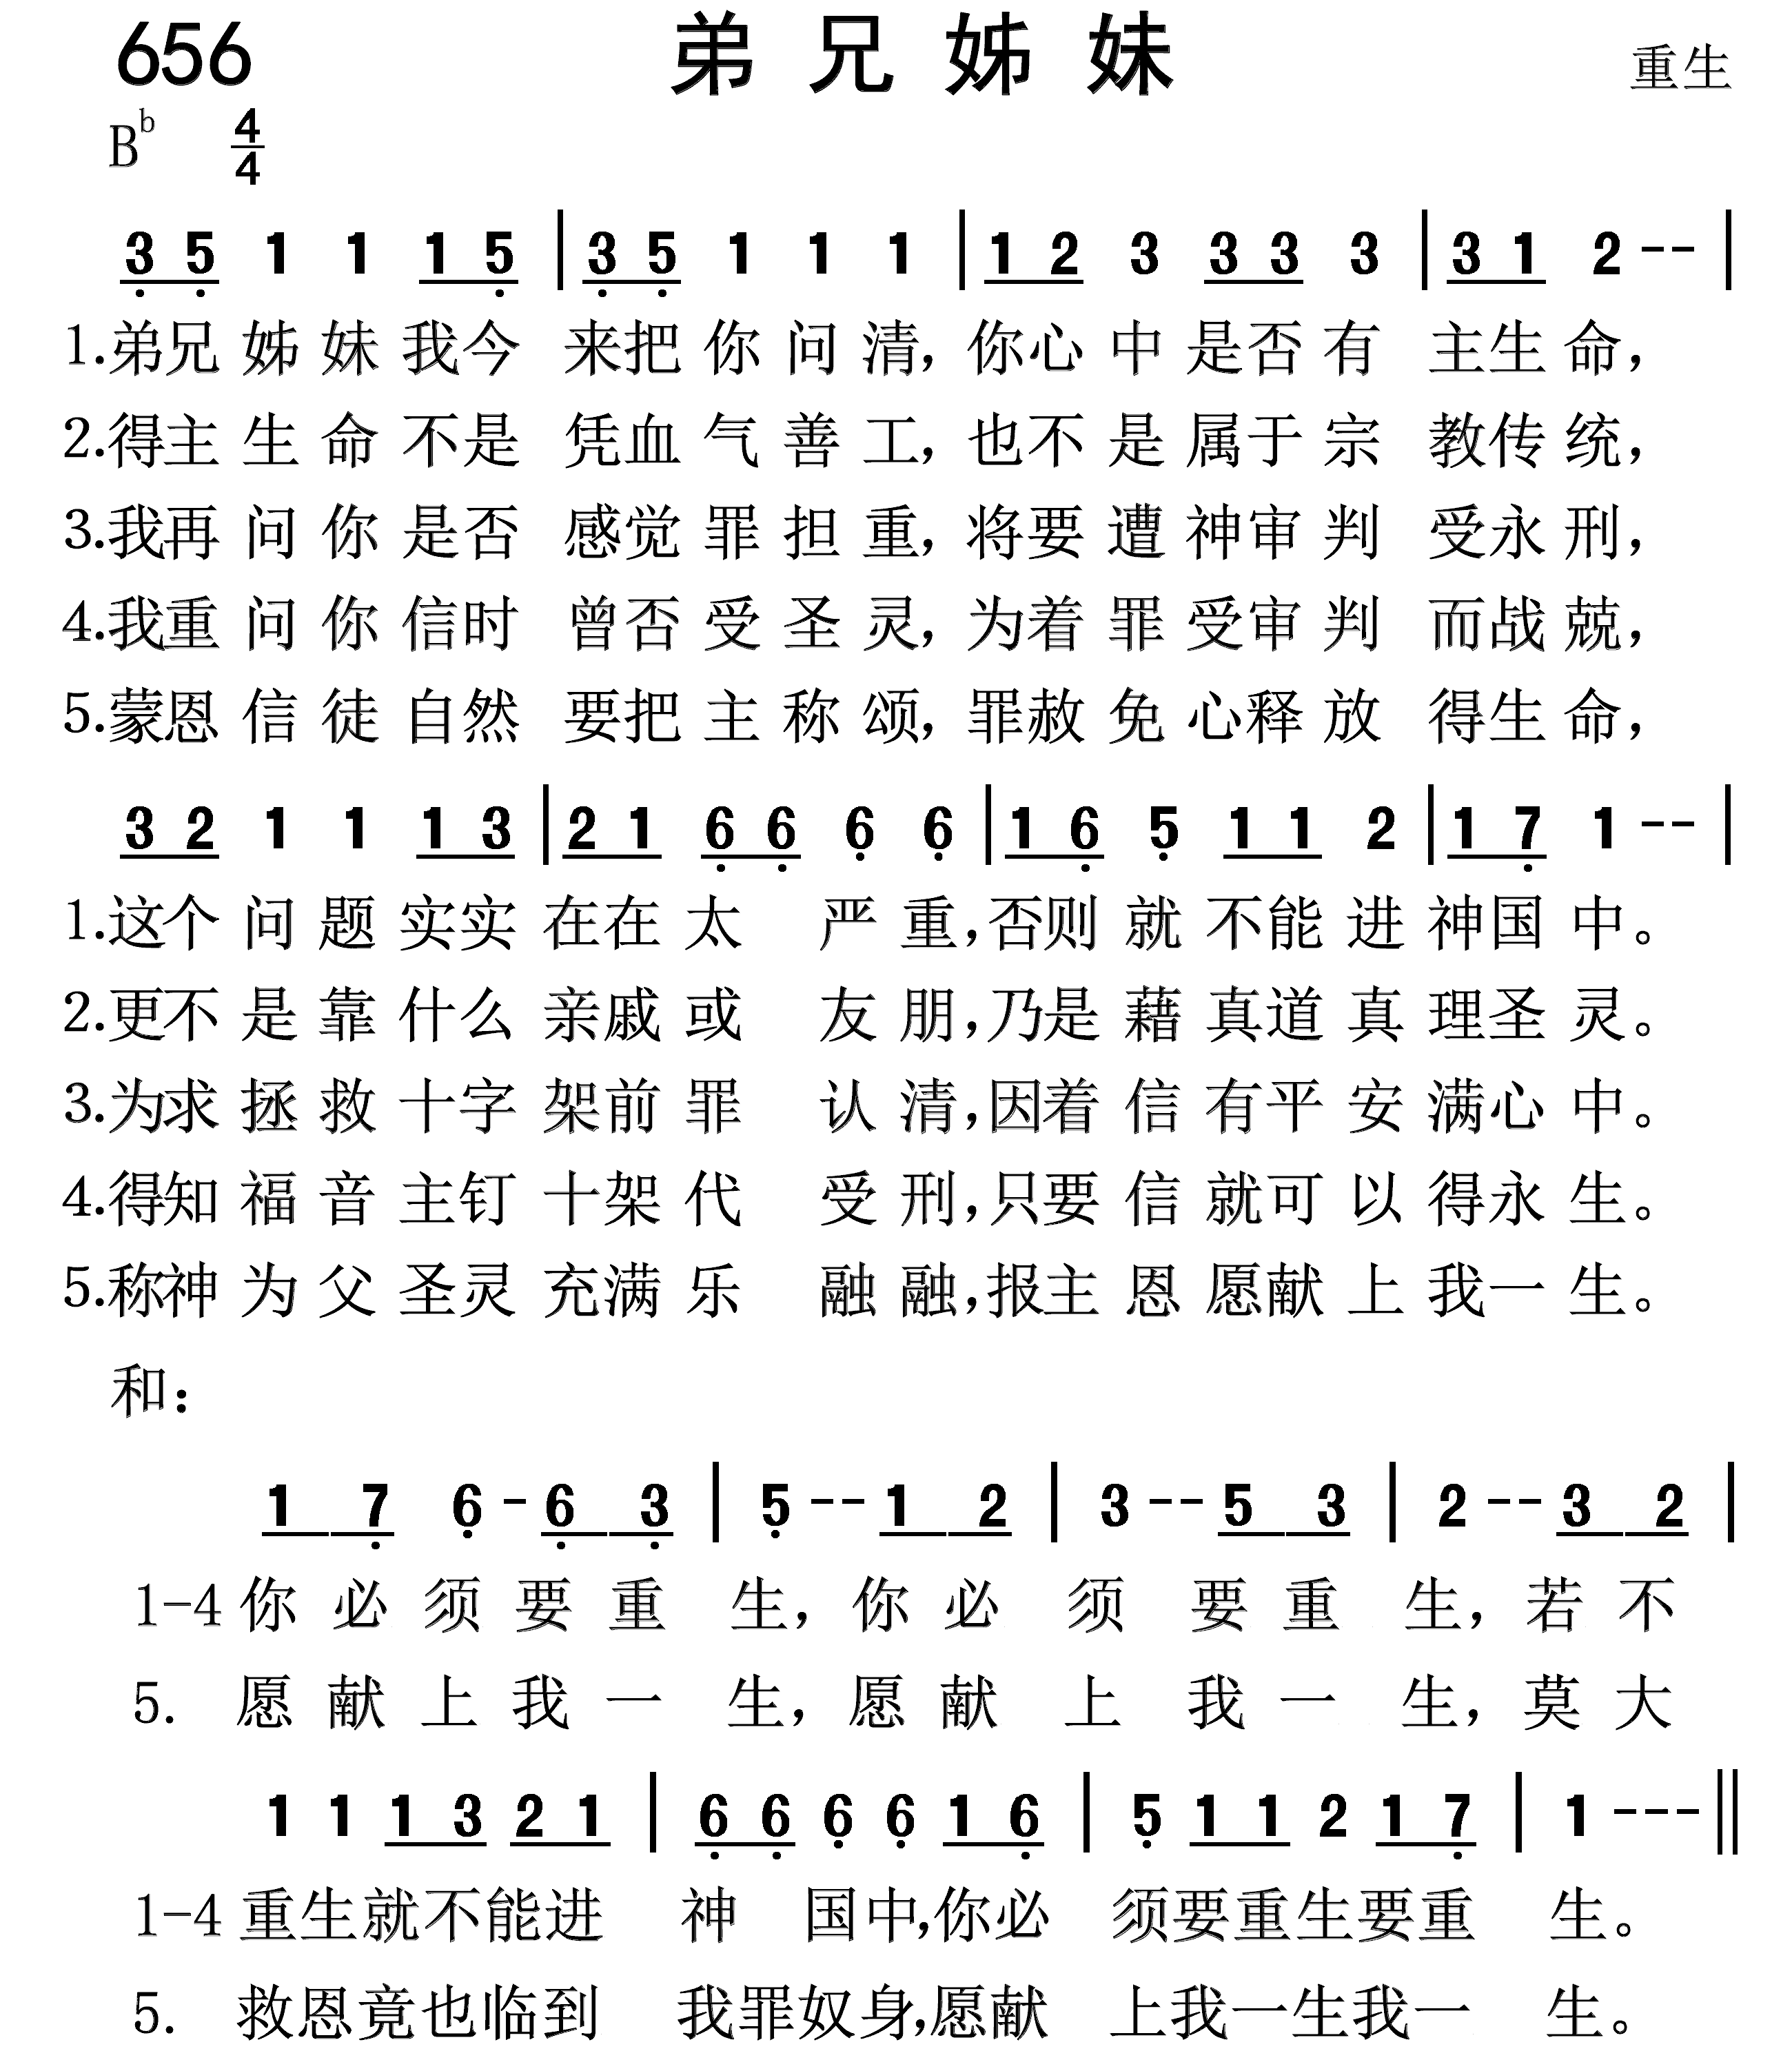 656 弟兄姊妹 重生
B♭ 4/4
3 5 1 1 1 5 | 3 5 1 1 1 | 1 2 3 3 3 3 | 3 1 2 -- |
1.弟兄姊妹我今来把你问清，你心中是否有主生命，
2.得主生命不是凭血气善工，也不是属于宗教传统，
3.我再问你是否感觉罪担重，将要遭神审判受永刑，
4.我重问你信时曾否受圣灵，为着罪受审判而战兢，
5.蒙恩信徒自然要把主称颂，罪赦免心释放得生命，
3 2 1 1 1 3 | 2 1 6 6 6 6 | 1 6 5 1 1 2 | 1 7 1 -- |
1.这个问题实实在在太严重，否则就不能进神国中。
2.更不是靠什么亲戚或友朋，乃是藉真道真理圣灵。
3.为求拯救十字架前罪认清，因着信有平安满心中。
4.得知福音主钉十架代受刑，只要信就可以得永生。
5.称神为父圣灵充满乐融融，报主恩愿献上我一生。
和：
1 7 6 - 6 3 | 5 -- 1 2 | 3 -- 5 3 | 2 -- 3 2 |
1-4 你必须要重生，你必须要重生，若不
5. 愿献上我一生，愿献上我一生，莫大
1 1 1 3 2 1 | 6 6 6 6 1 6 | 5 1 1 2 1 7 | 1 --- ||
1-4 重生就不能进神国中，你必须要重生要重生。
5. 救恩竟也临到我罪奴身，愿献上我一生我一生。